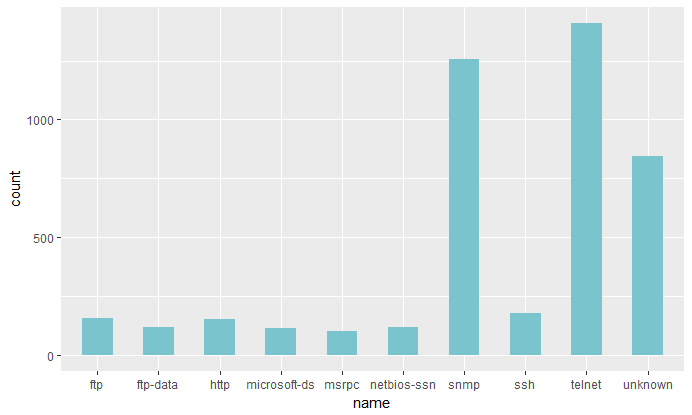 count
1000
500
0
ftp ftp-data http microsoft-ds msrpc netbios-ssn snmp ssh telnet unknown
name